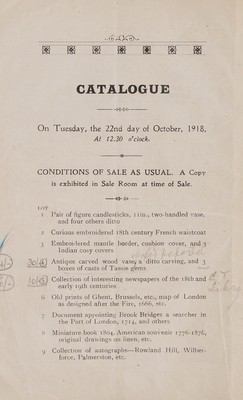 CATALOGUE
On Tuesday, the 22nd day of October, 1918,
At 12.30 o'clock.
CONDITIONS OF SALE AS USUAL. A Copy
is exhibited in Sale Room at time of Sale.
LOT
1 Pair of figure candlesticks, 11in., two-handled vase,
and four others ditto
2 Curious embroidered 18th century French waistcoat
3 Embroidered mantle border, cushion cover, and 3
Indian cosy covers
4 Antique carved wood vase, a ditto carving, and 3
boxes of casts of Tassie gems
5 Collection of interesting newspapers of the 18th and
early 19th centuries
6 Old prints of Ghent, Brussels, etc., map of London
as designed after the Fire, 1666, etc.
7 Document appointing Brook Bridges a searcher in
the Port of London, 1714, and others
8 Miniature book 1804, American souvenir 1776-1876,
original drawings on linen, etc.
9 Collection of autographs—Rowland Hill, Wilber-
force, Palmerston, etc.